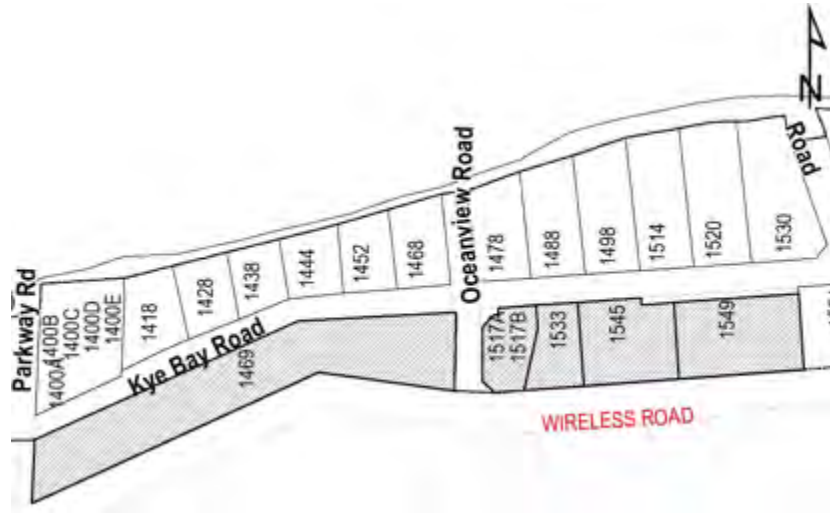 Parkway Rd
1400A
1400B
1400C
1400D
1400E
1418
1428
1438
1444
1452
1468
Oceanview Road
1478
1488
1498
1514
1520
1530
Road
N
Kye Bay Road
1469
1517A
1517B
1533
1545
1549
WIRELESS ROAD